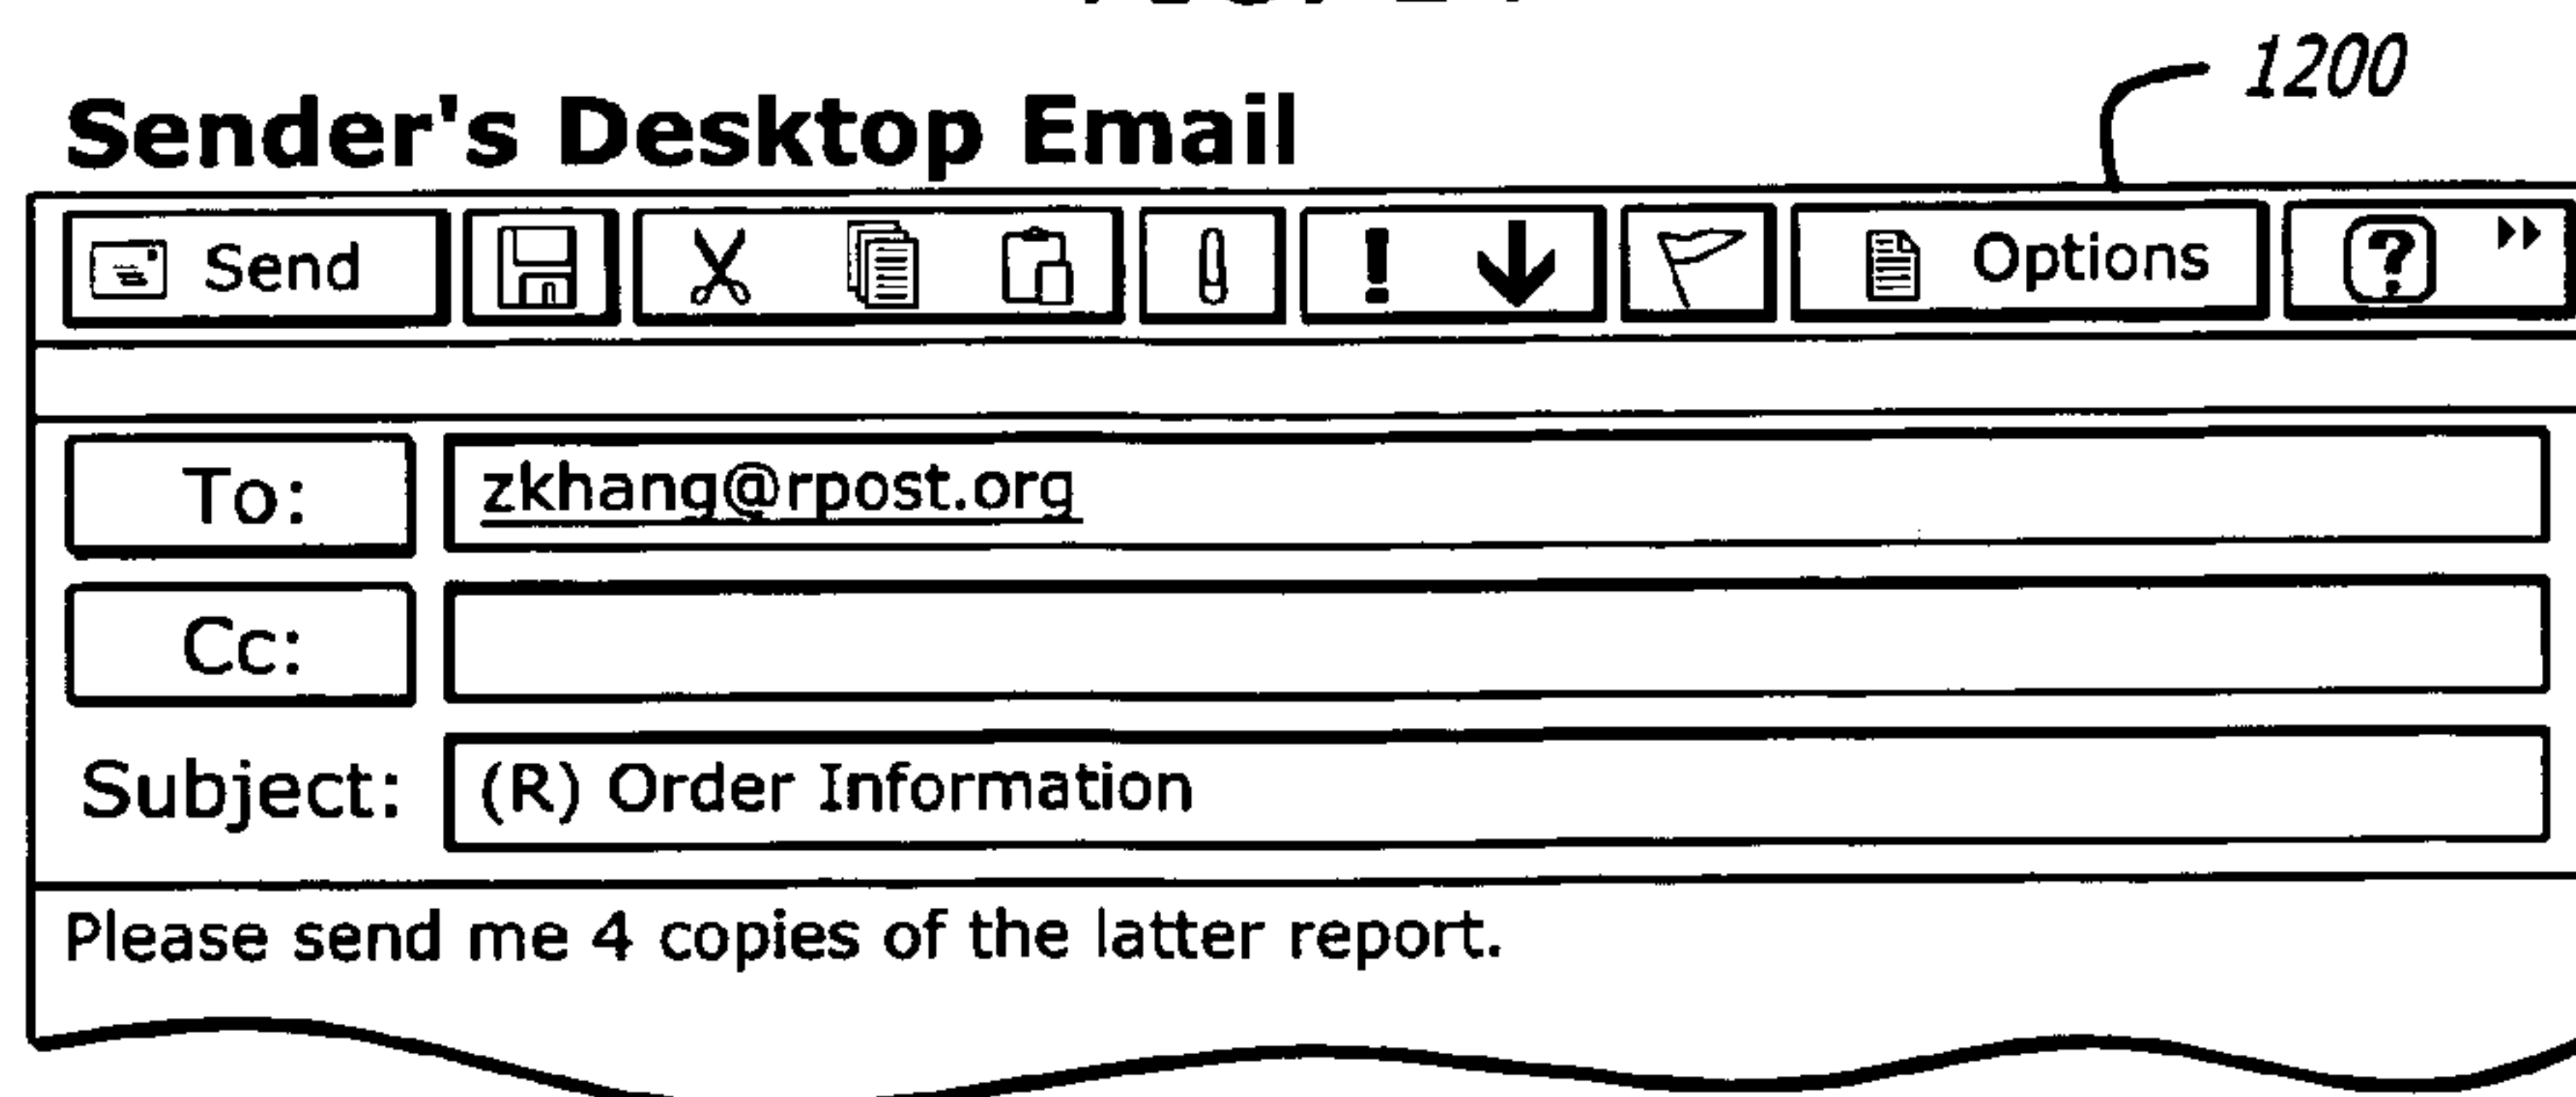 1200
Sender's Desktop Email
Send Options
To: zkhang@rpost.org
Cc:
Subject: (R) Order Information
Please send me 4 copies of the latter report.